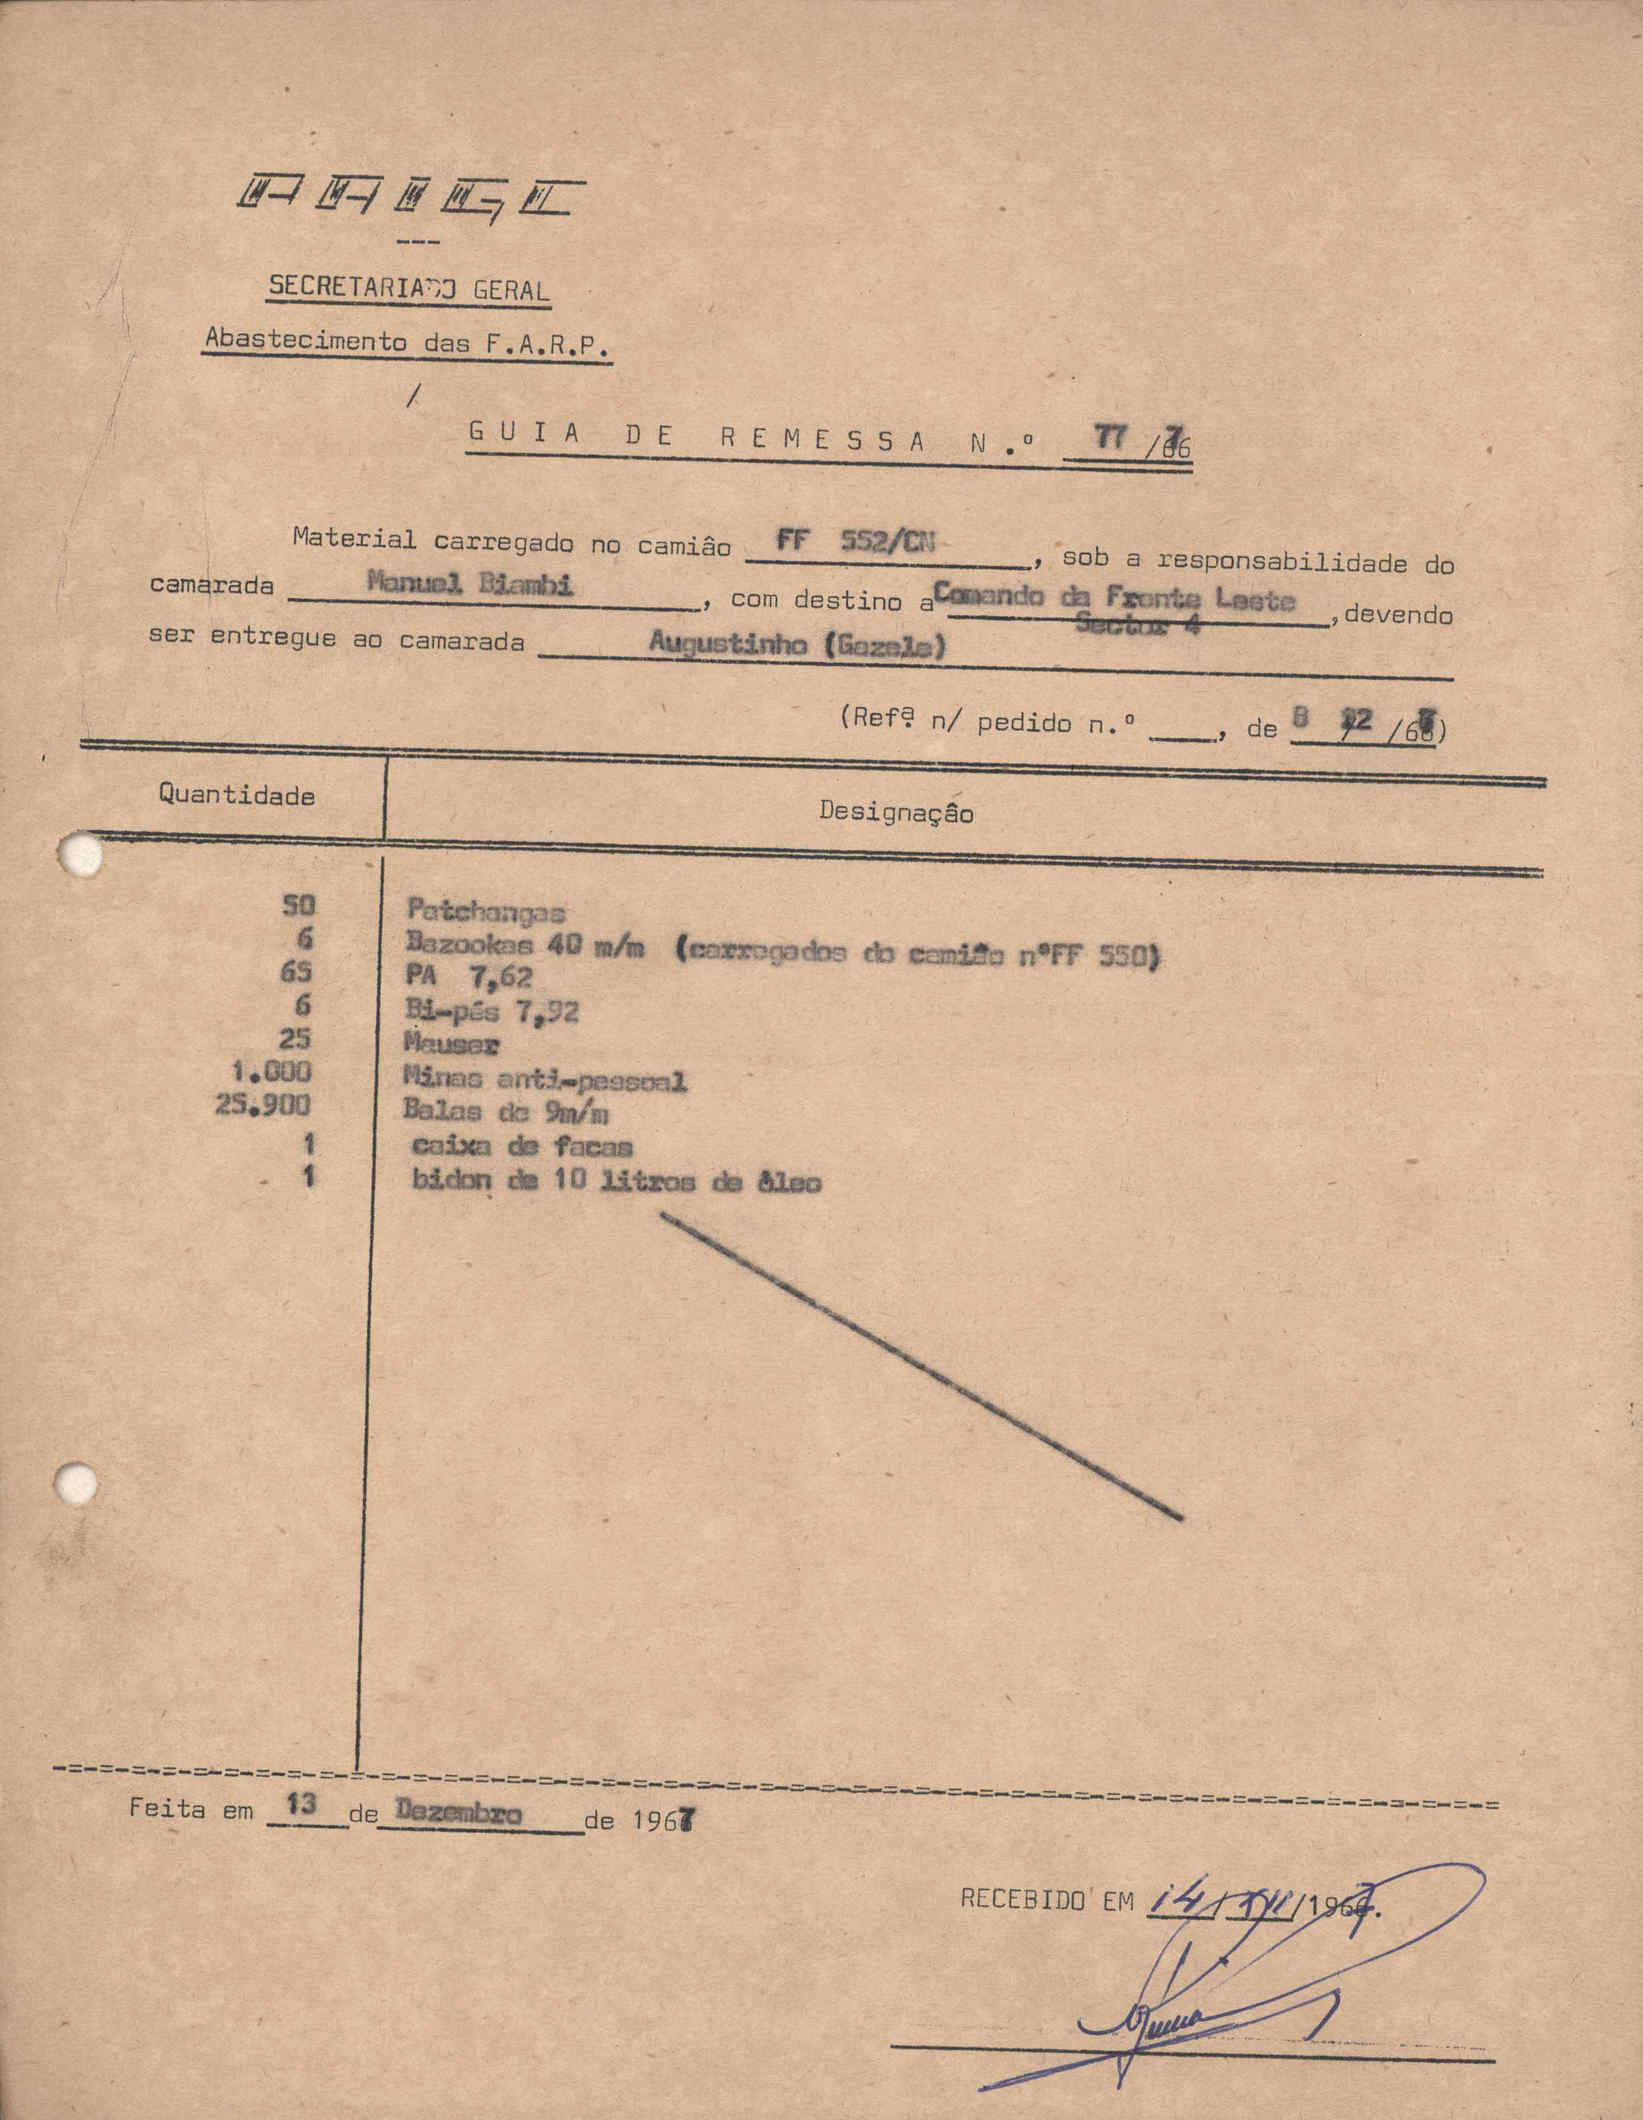 PAIGC
---
SECRETARIADO GERAL
Abastecimento das F.A.R.P.
/
GUIA DE REMESSA N.º 77 /67
Material carregado no camião FF 552/CN, sob a responsabilidade do
camarada Manuel Biambi, com destino a Comando da Fronte Leste, devendo
Sector 4
ser entregue ao camarada Augustinho (Gazela)
(Refª n/ pedido n.º ____, de 8 /12 /67)
Quantidade Designação
50 Patchangas
6 Bazookas 40 m/m (carregados do camião nºFF 550)
65 PA 7,62
6 Bi-pés 7,92
25 Mauser
1.000 Minas anti-pessoal
25.900 Balas de 9m/m
1 caixa de facas
1 bidon de 10 litros de óleo
Feita em 13 de Dezembro de 1967
RECEBIDO EM 14/XII/1967.